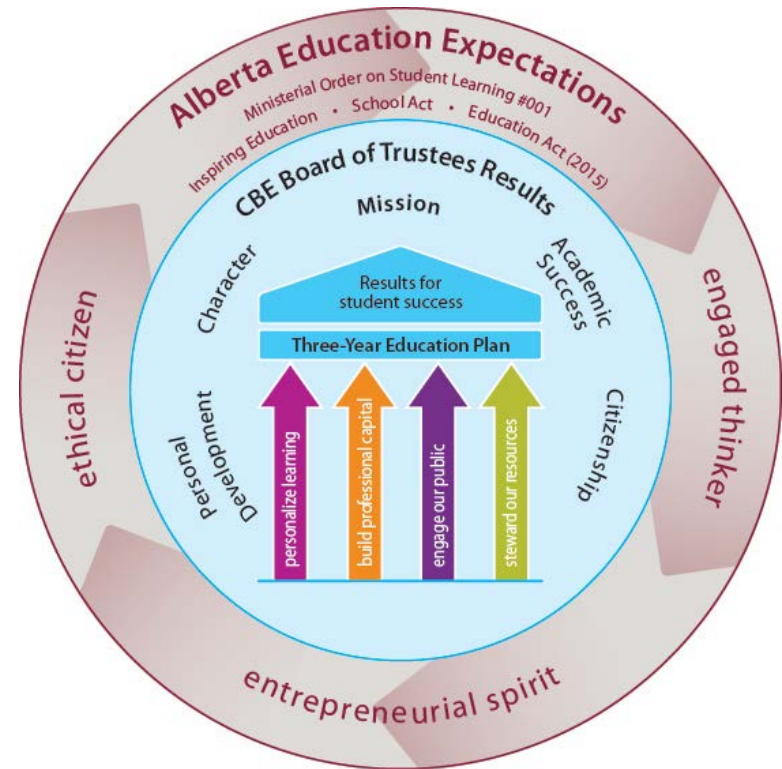 Alberta Education Expectations
Ministerial Order on Student Learning #001
Inspiring Education • School Act • Education Act (2015)
CBE Board of Trustees Results
Mission
Character
Academic
Success
Personal
Development
Citizenship
Results for
student success
Three-Year Education Plan
personalize learning
build professional capital
engage our public
steward our resources
engaged thinker
entrepreneurial spirit
ethical citizen